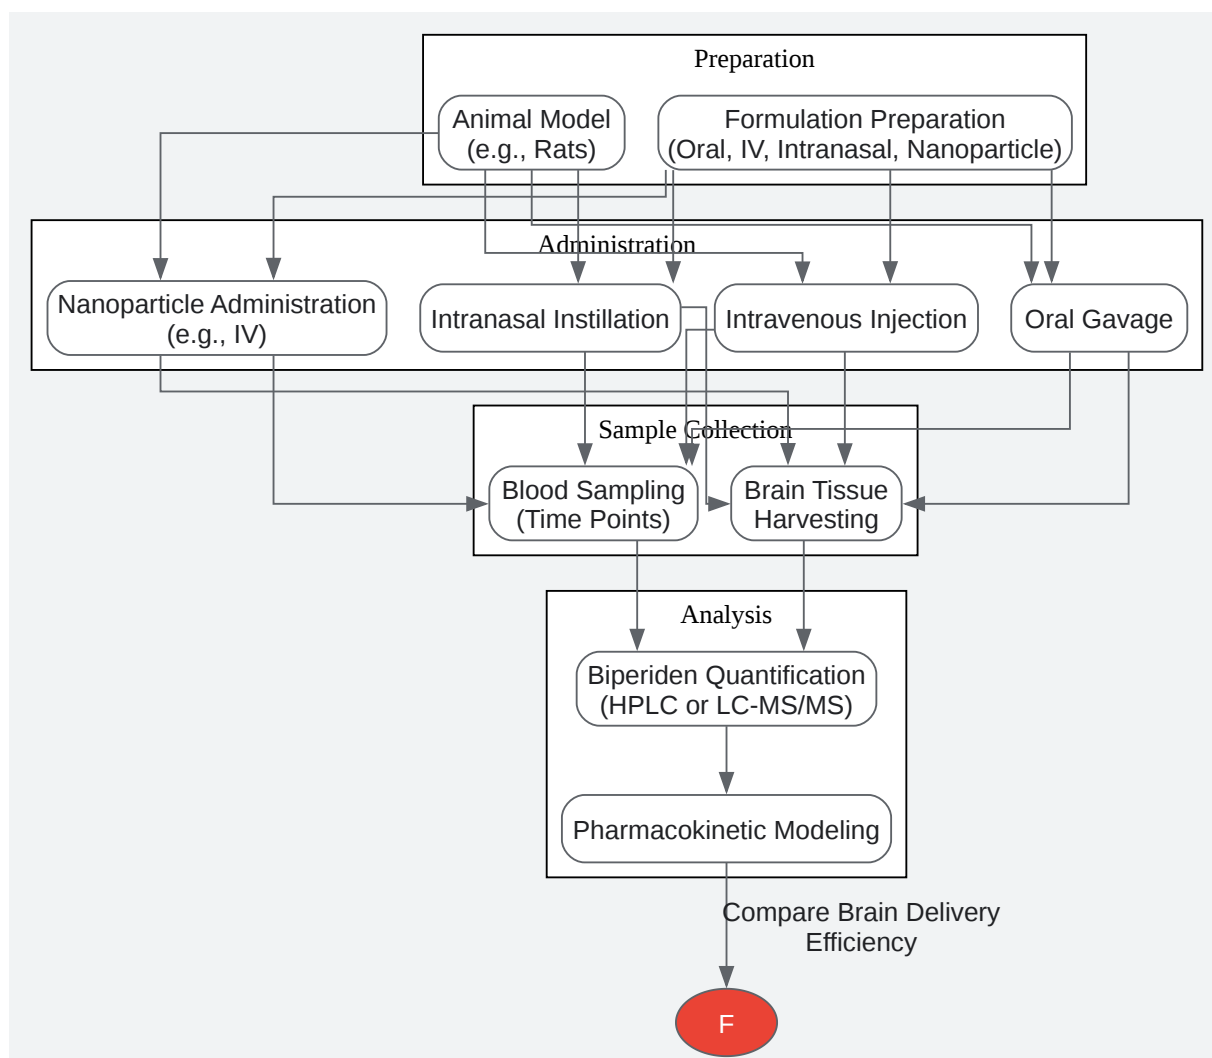 Preparation
Animal Model
(e.g., Rats)
Formulation Preparation
(Oral, IV, Intranasal, Nanoparticle)
Administration
Nanoparticle Administration
(e.g., IV)
Intranasal Instillation
Intravenous Injection
Oral Gavage
Sample Collection
Blood Sampling
(Time Points)
Brain Tissue
Harvesting
Analysis
Biperiden Quantification
(HPLC or LC-MS/MS)
Pharmacokinetic Modeling
Compare Brain Delivery
Efficiency
F